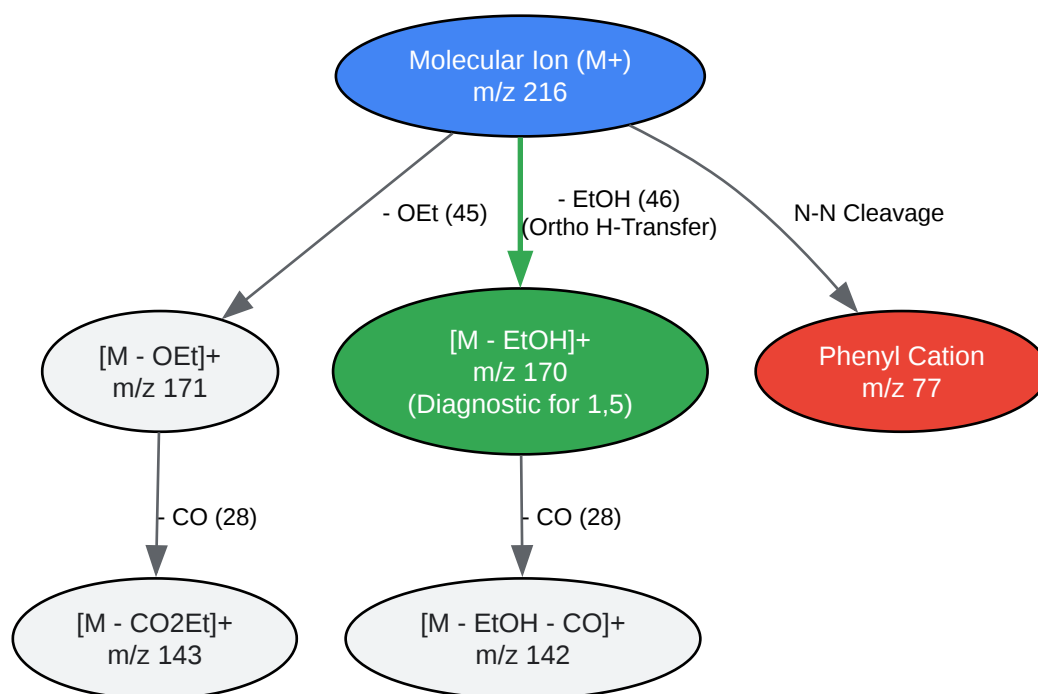 Molecular Ion (M+)
m/z 216
- OEt (45)
- EtOH (46)
(Ortho H-Transfer)
N-N Cleavage
[M - OEt]+
m/z 171
[M - EtOH]+
m/z 170
(Diagnostic for 1,5)
Phenyl Cation
m/z 77
- CO (28)
- CO (28)
[M - CO2Et]+
m/z 143
[M - EtOH - CO]+
m/z 142